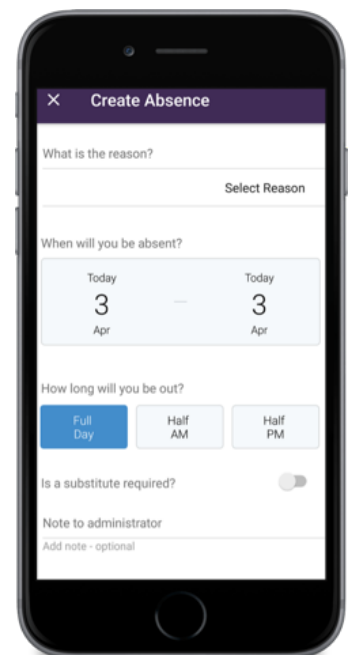 × Create Absence
What is the reason?
Select Reason
When will you be absent?
Today Today
3 — 3
Apr Apr
How long will you be out?
Full Half Half
Day AM PM
Is a substitute required?
Note to administrator
Add note - optional